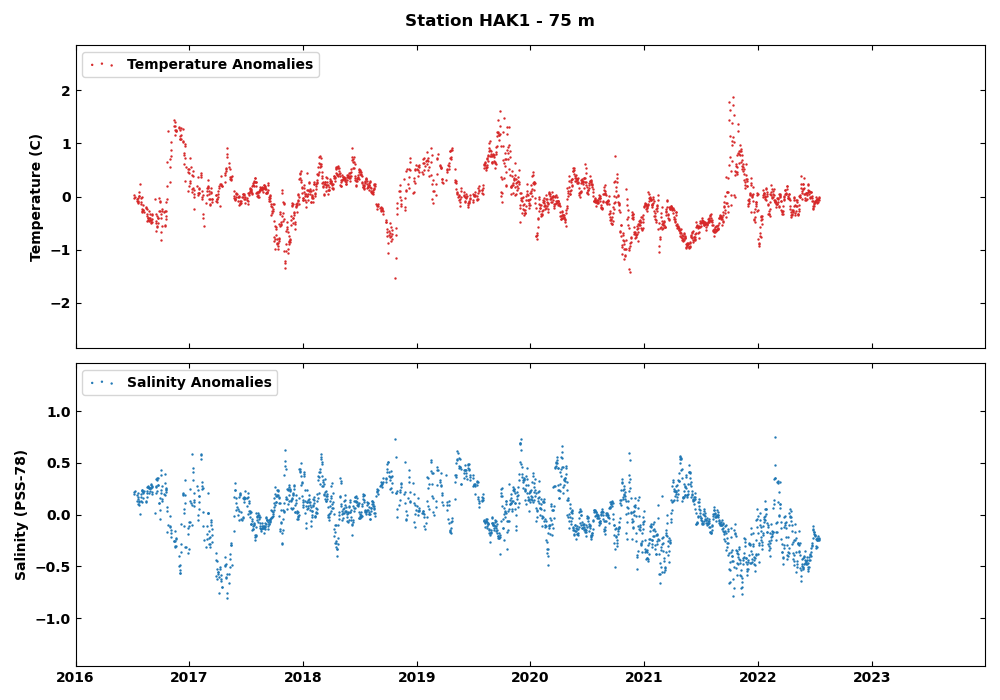 Station HAK1 - 75 m
Temperature Anomalies
Temperature (C)
2
1
0
−1
−2
Salinity Anomalies
Salinity (PSS-78)
1.0
0.5
0.0
−0.5
−1.0
2016 2017 2018 2019 2020 2021 2022 2023